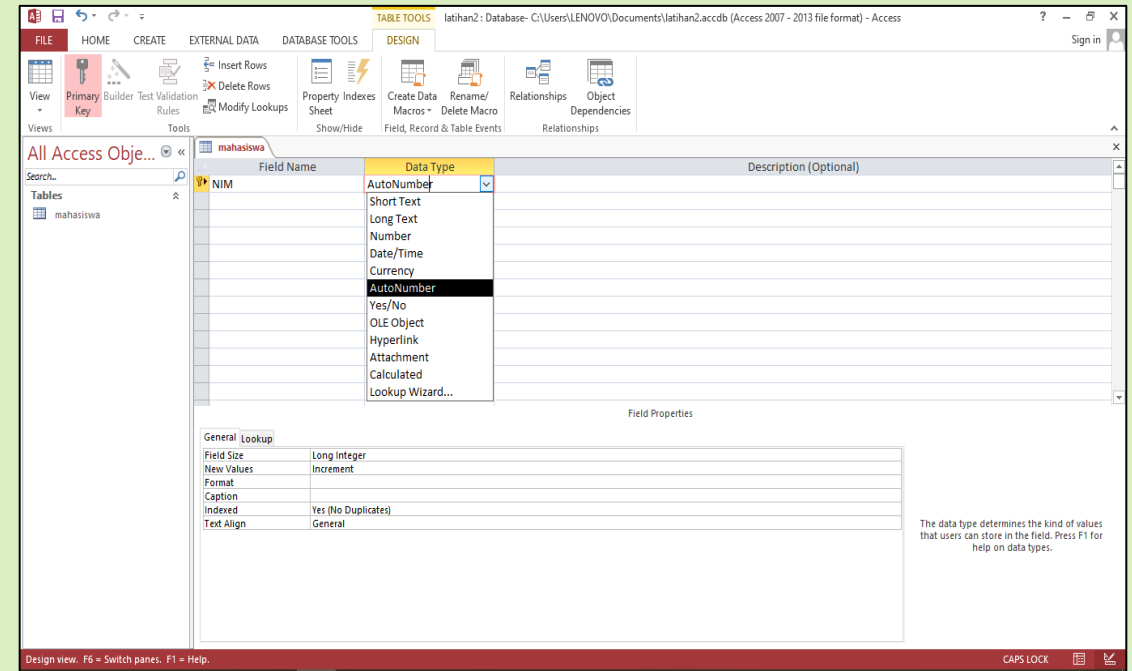 TABLE TOOLS latihan2 : Database- C:\Users\LENOVO\Documents\latihan2.accdb (Access 2007 - 2013 file format) - Access
FILE HOME CREATE EXTERNAL DATA DATABASE TOOLS DESIGN Sign in
View Primary Key Builder Test Validation Rules
Insert Rows
Delete Rows
Modify Lookups
Property Sheet Indexes Create Data Macros Rename/ Delete Macro Relationships Object Dependencies
Views Tools Show/Hide Field, Record & Table Events Relationships
All Access Obje...
Search..
Tables
mahasiswa
mahasiswa
Field Name Data Type Description (Optional)
NIM AutoNumber
Short Text
Long Text
Number
Date/Time
Currency
AutoNumber
Yes/No
OLE Object
Hyperlink
Attachment
Calculated
Lookup Wizard...
Field Properties
General Lookup
Field Size Long Integer
New Values Increment
Format
Caption
Indexed Yes (No Duplicates)
Text Align General
The data type determines the kind of values
that users can store in the field. Press F1 for
help on data types.
Design view. F6 = Switch panes. F1 = Help. CAPS LOCK